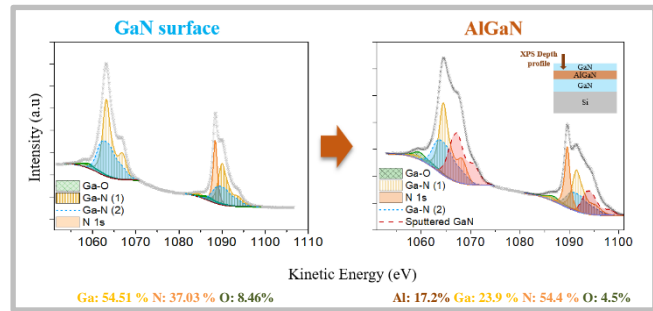 GaN surface
AlGaN
XPS Depth
profile
GaN
AlGaN
GaN
Si
Intensity (a.u)
Ga-O
Ga-N (1)
Ga-N (2)
N 1s
1060 1070 1080 1090 1100 1110
Ga-O
Ga-N (1)
N 1s
Ga-N (2)
Sputtered GaN
1060 1070 1080 1090 1100
Kinetic Energy (eV)
Ga: 54.51 % N: 37.03 % O: 8.46%
Al: 17.2% Ga: 23.9 % N: 54.4 % O: 4.5%